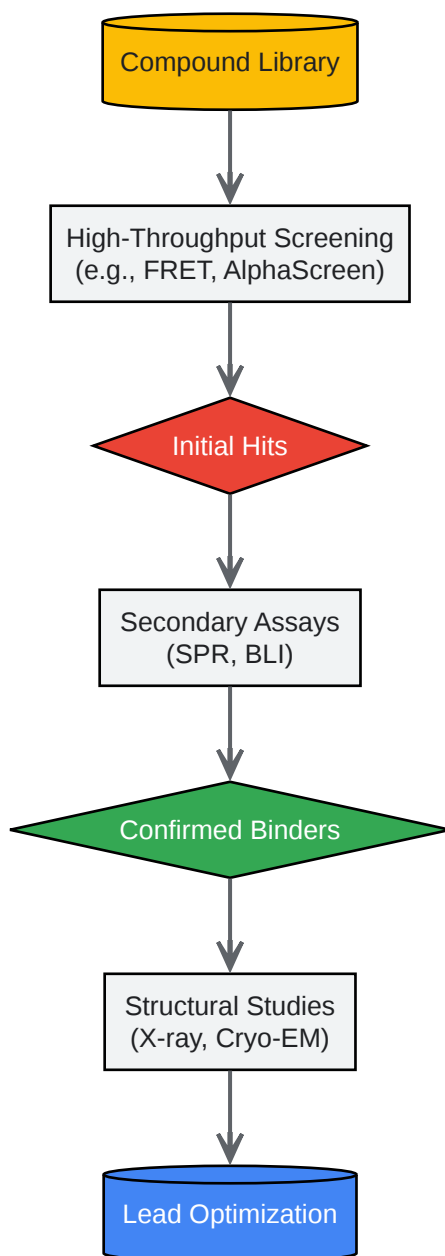 Compound Library
High-Throughput Screening
(e.g., FRET, AlphaScreen)
Initial Hits
Secondary Assays
(SPR, BLI)
Confirmed Binders
Structural Studies
(X-ray, Cryo-EM)
Lead Optimization